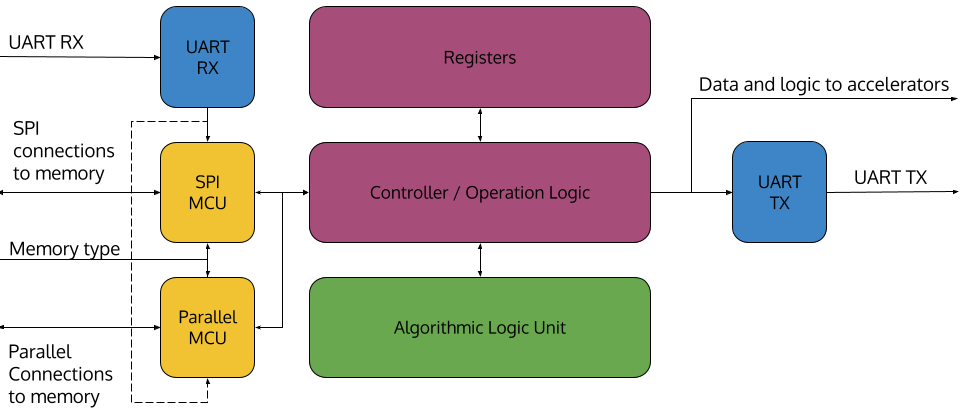 UART RX
UART
RX
Registers
Data and logic to accelerators
SPI
connections
to memory
SPI
MCU
Controller / Operation Logic
UART
TX
UART TX
Memory type
Parallel
MCU
Algorithmic Logic Unit
Parallel
Connections
to memory